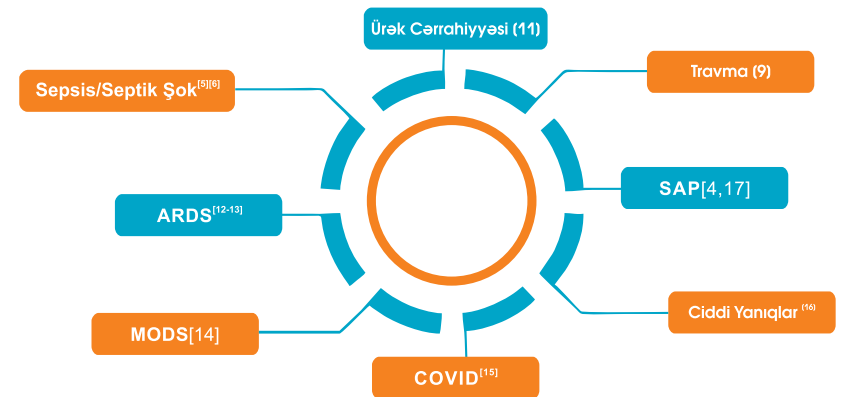 Ürək Cərrahiyyəsi (11)
Travma (9)
Sepsis/Septik Şok[5][6]
SAP[4,17]
ARDS[12-13]
Ciddi Yanıqlar (16)
MODS[14]
COVID[15]